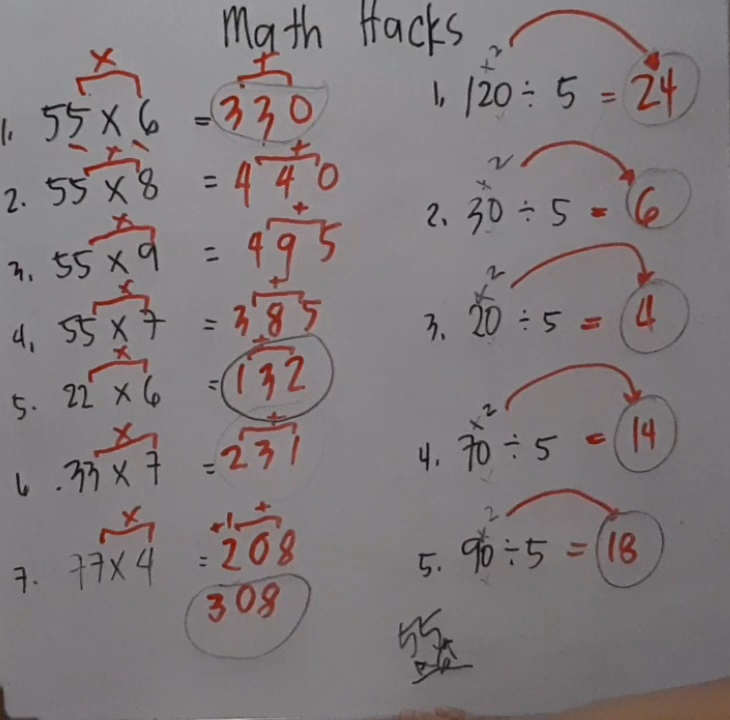 Math Hacks
1. 55 x 6 = 330
2. 55 x 8 = 440
3. 55 x 9 = 495
4. 55 x 7 = 385
5. 22 x 6 = 132
6 .33 x 7 = 231
7. 77 x 4 = 208
308
1. 120 ÷ 5 = 24
2. 30 ÷ 5 = 6
3. 20 ÷ 5 = 4
4. 70 ÷ 5 = 14
5. 90 ÷ 5 = 18
55